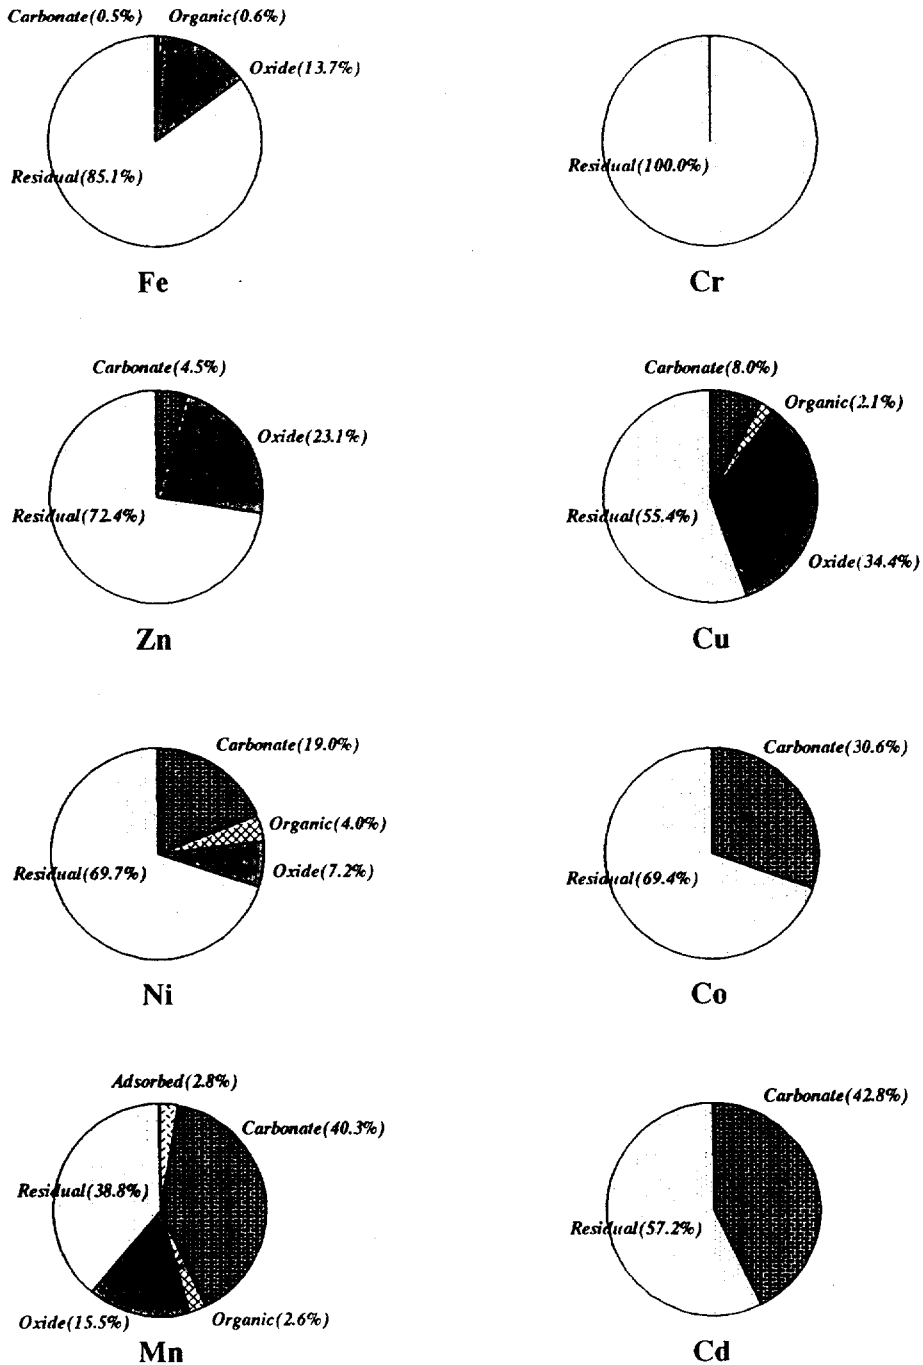 Carbonate(0.5%)
Organic(0.6%)
Oxide(13.7%)
Residual(85.1%)
Fe
Residual(100.0%)
Cr
Carbonate(4.5%)
Oxide(23.1%)
Residual(72.4%)
Zn
Carbonate(8.0%)
Organic(2.1%)
Residual(55.4%)
Oxide(34.4%)
Cu
Carbonate(19.0%)
Organic(4.0%)
Oxide(7.2%)
Residual(69.7%)
Ni
Carbonate(30.6%)
Residual(69.4%)
Co
Adsorbed(2.8%)
Carbonate(40.3%)
Residual(38.8%)
Oxide(15.5%)
Organic(2.6%)
Mn
Carbonate(42.8%)
Residual(57.2%)
Cd